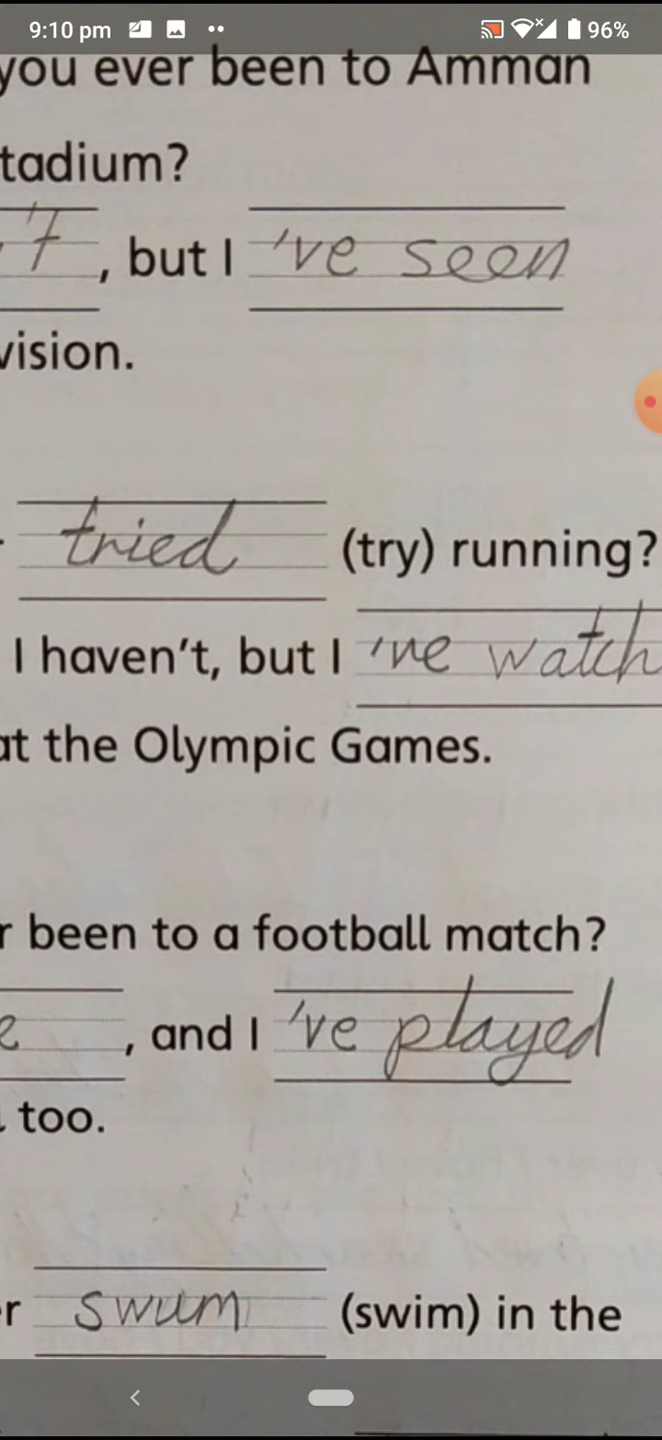 9:10 pm 96%
you ever been to Amman
tadium?
't, but I 've seen
vision.
tried (try) running?
I haven't, but I 've watch
at the Olympic Games.
r been to a football match?
e, and I 've played
too.
r swum (swim) in the